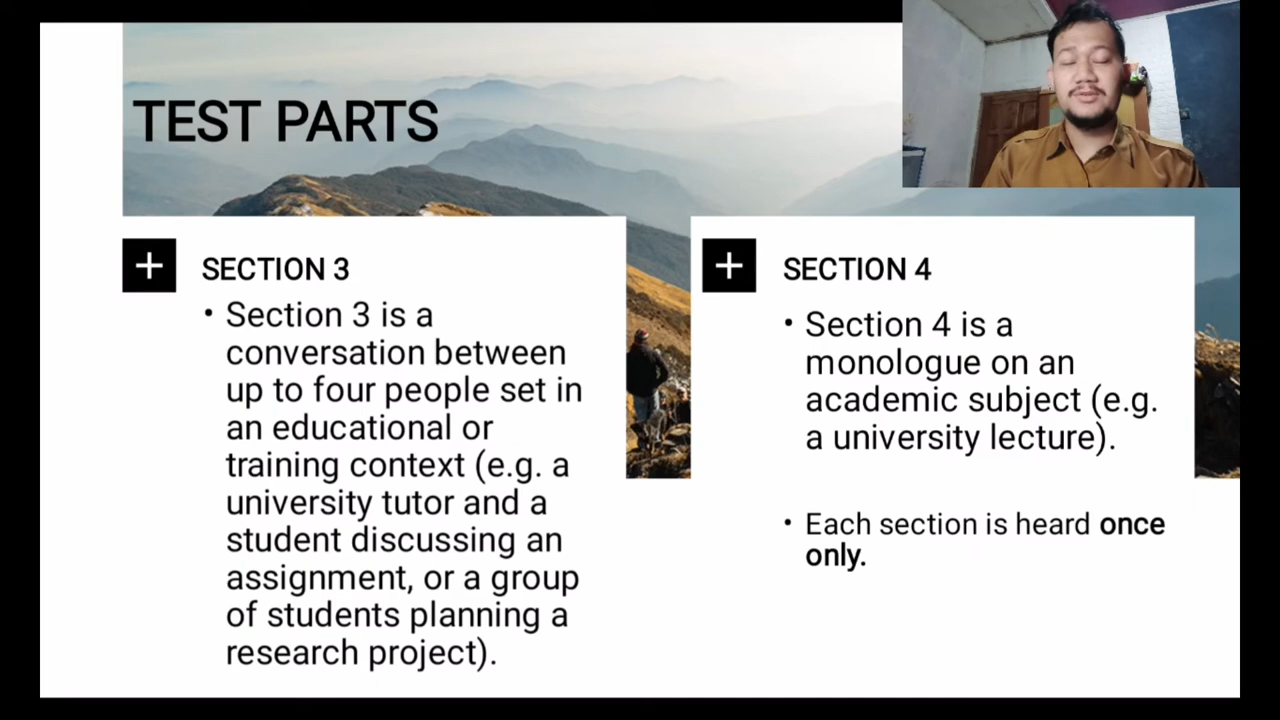 TEST PARTS
SECTION 3
• Section 3 is a
conversation between
up to four people set in
an educational or
training context (e.g. a
university tutor and a
student discussing an
assignment, or a group
of students planning a
research project).
SECTION 4
• Section 4 is a
monologue on an
academic subject (e.g.
a university lecture).
• Each section is heard once
only.